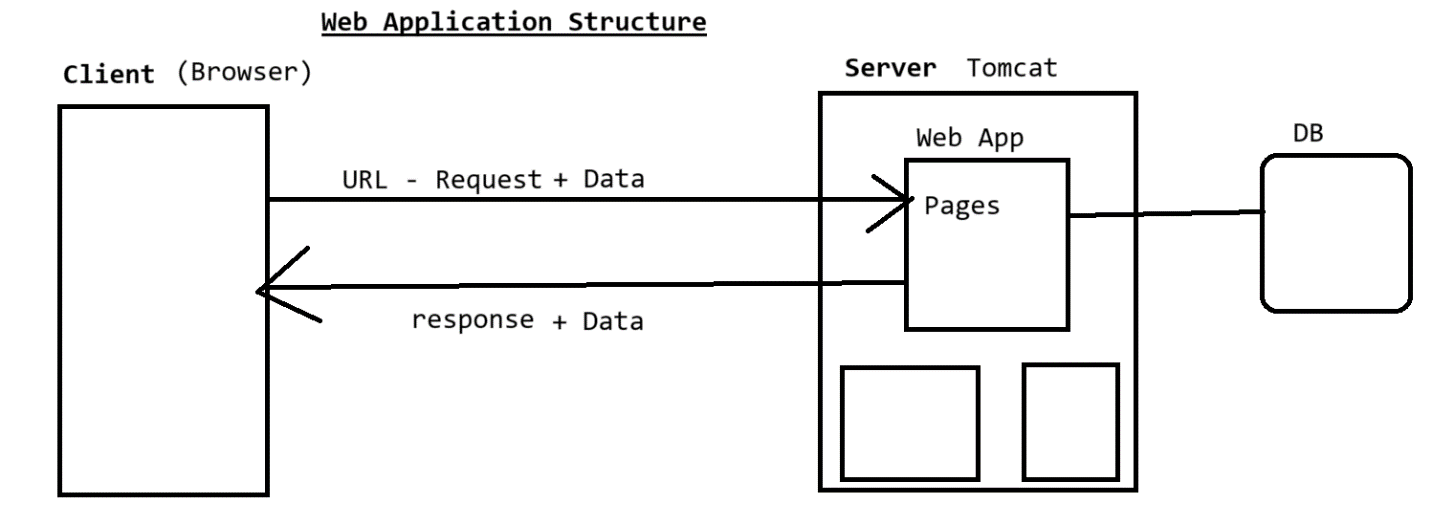 Web Application Structure
Client (Browser)
Server Tomcat
DB
Web App
URL - Request + Data
Pages
response + Data